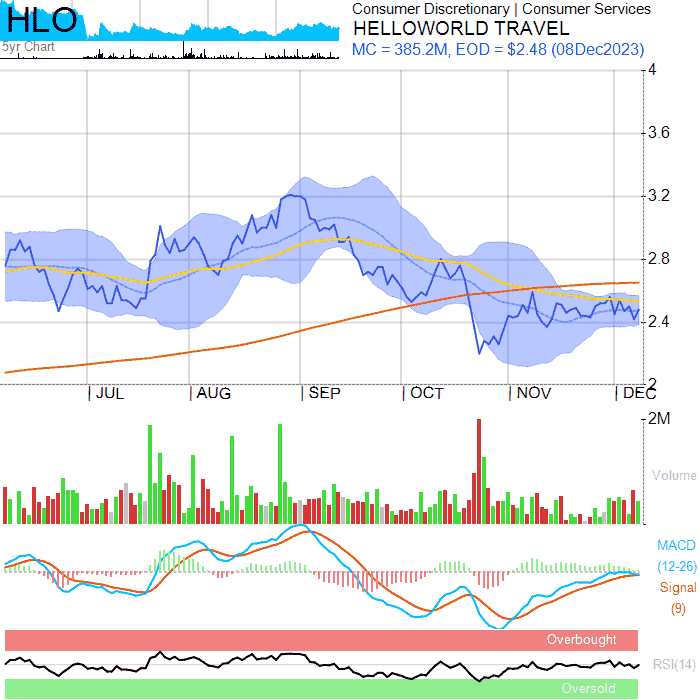 HLO
5yr Chart
Consumer Discretionary | Consumer Services
HELLOWORLD TRAVEL
MC = 385.2M, EOD = $2.48 (08Dec2023)
4
3.6
3.2
2.8
2.4
2
| JUL | AUG | SEP | OCT | NOV | DEC
2M
Volume
MACD
(12-26)
Signal
(9)
Overbought
RSI(14)
Oversold